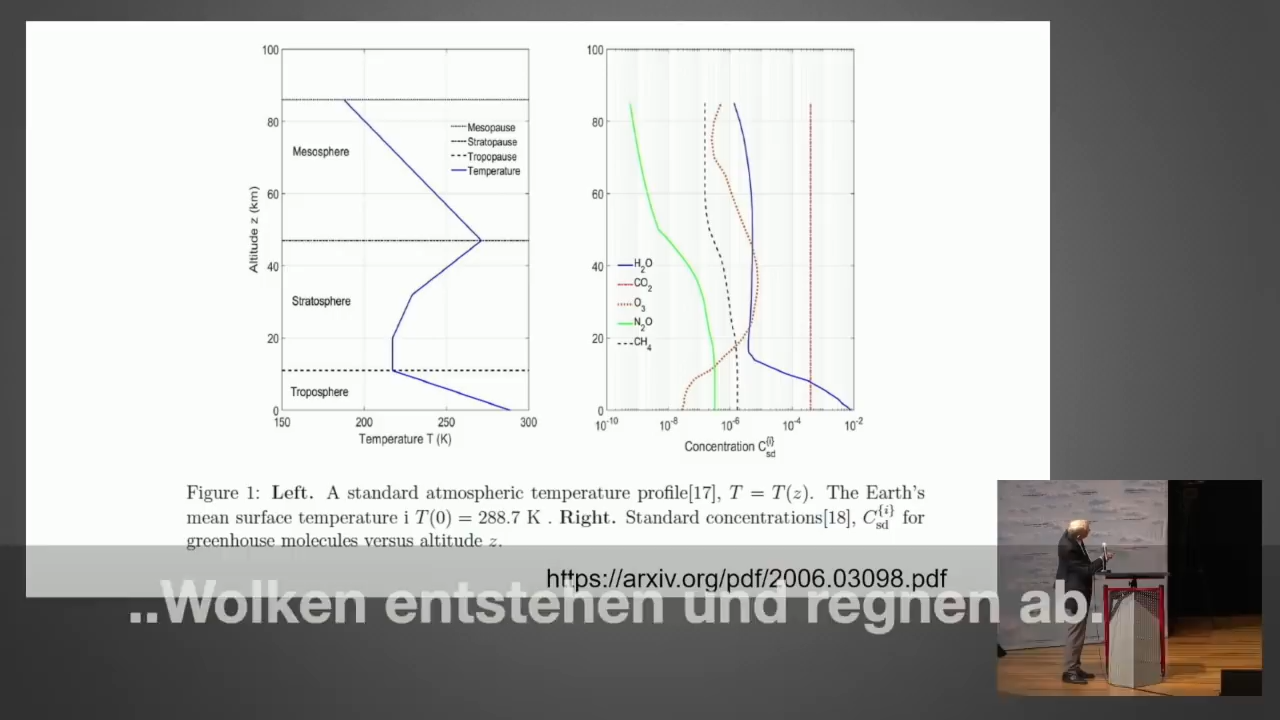 100
80
60
40
20
0
Altitude z (km)
Mesosphere
Stratosphere
Troposphere
Mesopause
Stratopause
Tropopause
Temperature
150 200 250 300
Temperature T (K)
100
80
60
40
20
0
H2O
CO2
O3
N2O
CH4
10-10 10-8 10-6 10-4 10-2
Concentration C{i}sd
Figure 1: Left. A standard atmospheric temperature profile[17], T = T(z). The Earth's
mean surface temperature i T(0) = 288.7 K . Right. Standard concentrations[18], C{i}sd for
greenhouse molecules versus altitude z.
https://arxiv.org/pdf/2006.03098.pdf
..Wolken entstehen und regnen ab.